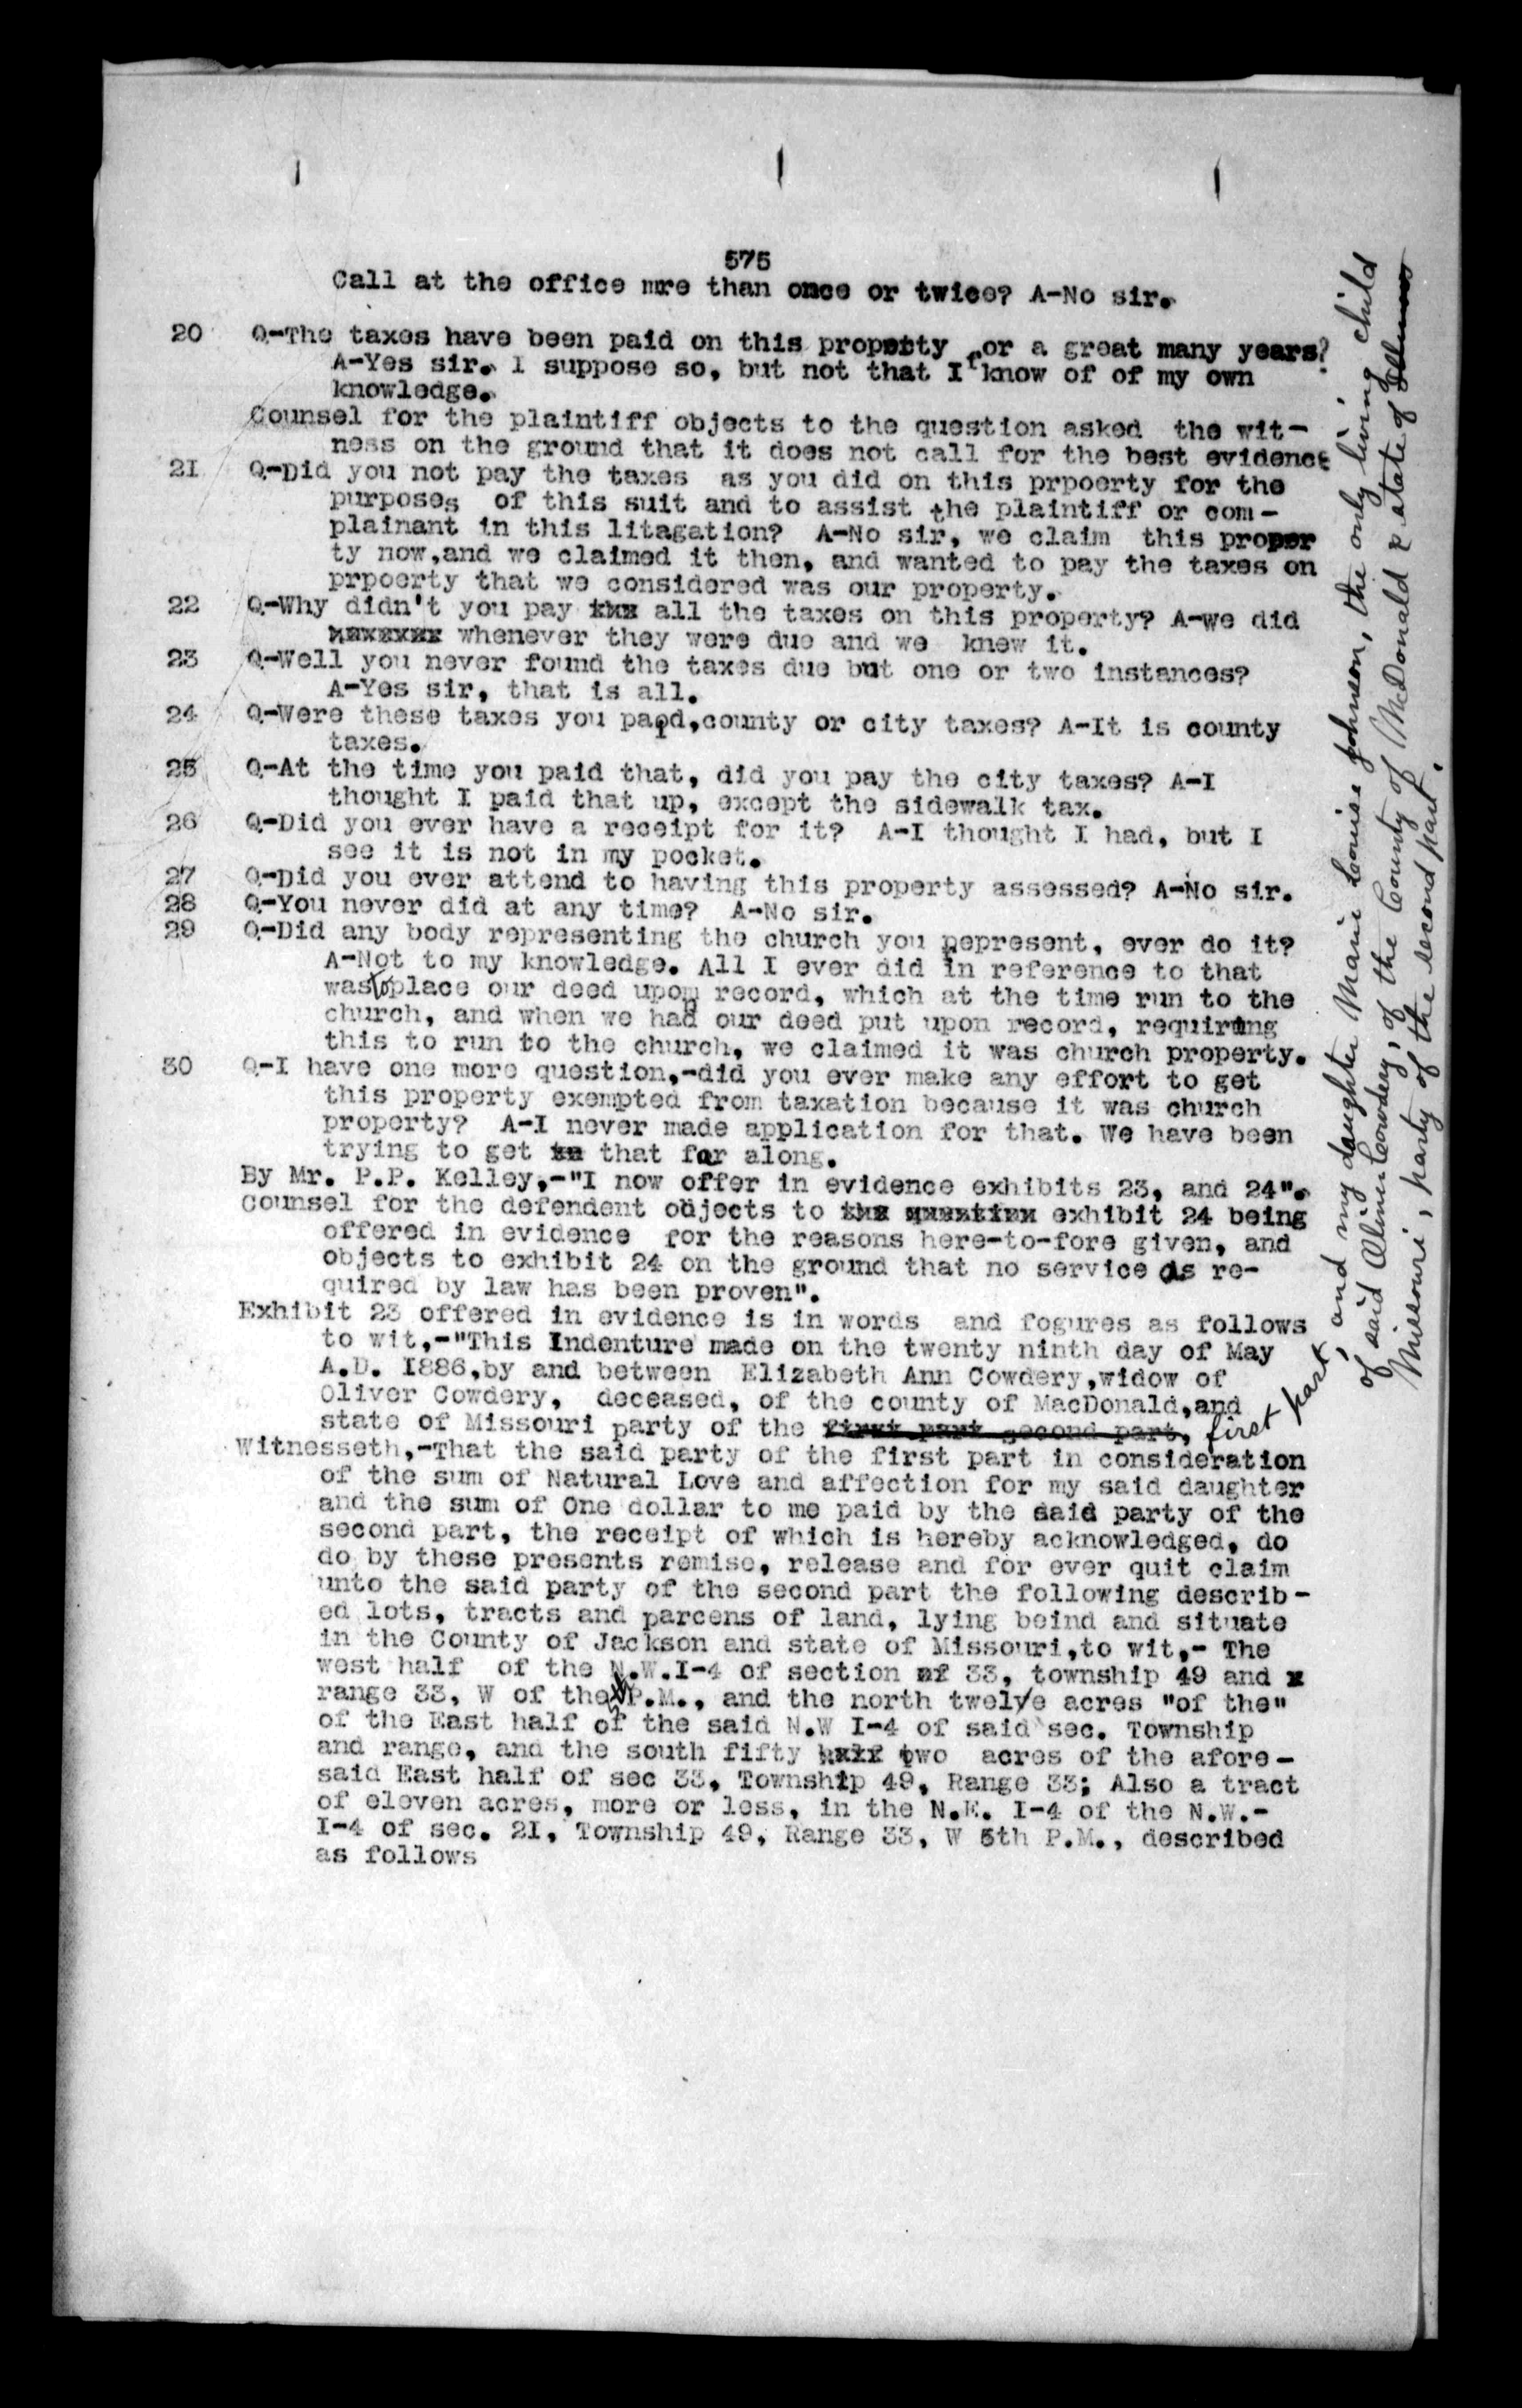 575
Call at the office mre than once or twice? A-No sir.
20 Q-The taxes have been paid on this propetty for a great many years?
A-Yes sir. I suppose so, but not that I know of of my own
knowledge.
Counsel for the plaintiff objects to the question asked the wit-
ness on the ground that it does not call for the best evidence
21 Q-Did you not pay the taxes as you did on this prpoerty for the
purposes of this suit and to assist the plaintiff or com-
plainant in this litagation? A-No sir, we claim this proper
ty now,and we claimed it then, and wanted to pay the taxes on
prpoerty that we considered was our property.
22 Q-Why didn't you pay all the taxes on this property? A-we did
whenever they were due and we knew it.
23 Q-Well you never found the taxes due but one or two instances?
A-Yes sir, that is all.
24 Q-Were these taxes you paid,county or city taxes? A-It is county
taxes.
25 Q-At the time you paid that, did you pay the city taxes? A-I
thought I paid that up, except the sidewalk tax.
26 Q-Did you ever have a receipt for it? A-I thought I had, but I
see it is not in my pocket.
27 Q-Did you ever attend to having this property assessed? A-No sir.
28 Q-You never did at any time? A-No sir.
29 Q-Did any body representing the church you represent, ever do it?
A-Not to my knowledge. All I ever did in reference to that
was to place our deed upon record, which at the time run to the
church, and when we had our deed put upon record, requiring
this to run to the church, we claimed it was church property.
30 Q-I have one more question,-did you ever make any effort to get
this property exempted from taxation because it was church
property? A-I never made application for that. We have been
trying to get that far along.
By Mr. P.P. Kelley,-"I now offer in evidence exhibits 23, and 24".
Counsel for the defendent objects to the question exhibit 24 being
offered in evidence for the reasons here-to-fore given, and
objects to exhibit 24 on the ground that no service as re-
quired by law has been proven".
Exhibit 23 offered in evidence is in words and fogures as follows
to wit,-"This Indenture made on the twenty ninth day of May
A.D. I886,by and between Elizabeth Ann Cowdery,widow of
Oliver Cowdery, deceased, of the county of MacDonald,and
state of Missouri party of the first part second part, first part,
, and my daughter Marie Louise Johnson, the only living child
of said Oliver Cowdery, of the County of McDonald & state of
Missouri, party of the second part.
Witnesseth,-That the said party of the first part in consideration
of the sum of Natural Love and affection for my said daughter
and the sum of One dollar to me paid by the said party of the
second part, the receipt of which is hereby acknowledged, do
do by these presents remise, release and for ever quit claim
unto the said party of the second part the following describ-
ed lots, tracts and parcens of land, lying beind and situate
in the County of Jackson and state of Missouri,to wit,- The
west half of the N.W.I-4 of section of 33, township 49 and x
range 33, W of the P.M., and the north twelve acres "of the"
of the East half of the said N.W I-4 of said sec. Township
and range, and the south fifty half two acres of the afore-
said East half of sec 33, Township 49, Range 33; Also a tract
of eleven acres, more or less, in the N.E. I-4 of the N.W.-
I-4 of sec. 2I, Township 49, Range 33, W 5th P.M., described
as follows